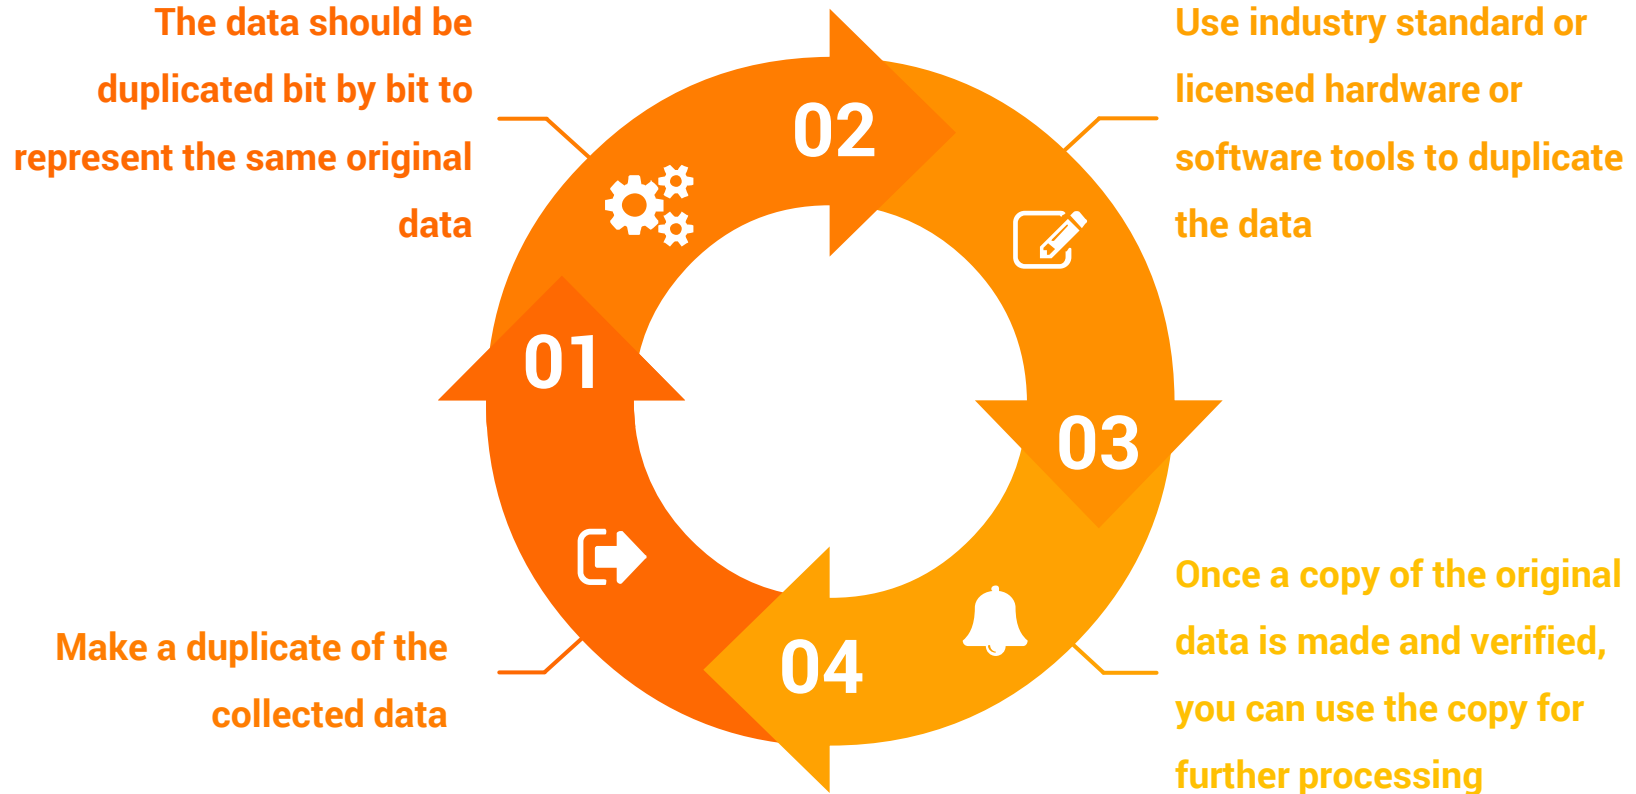 The data should be
duplicated bit by bit to
represent the same original
data
Use industry standard or
licensed hardware or
software tools to duplicate
the data
02
01
03
04
Make a duplicate of the
collected data
Once a copy of the original
data is made and verified,
you can use the copy for
further processing